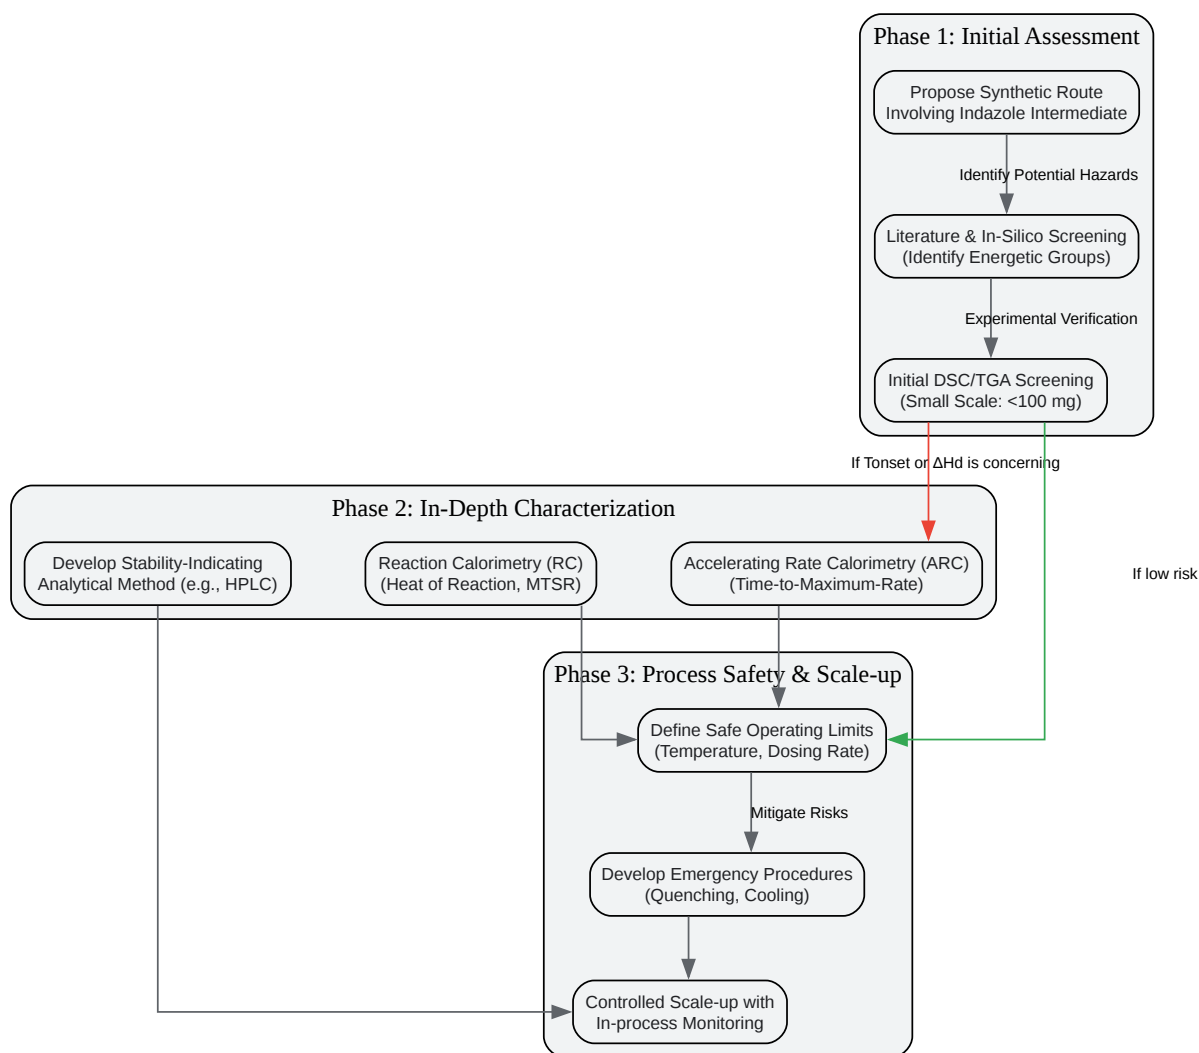 Phase 1: Initial Assessment
Propose Synthetic Route
Involving Indazole Intermediate
Identify Potential Hazards
Literature & In-Silico Screening
(Identify Energetic Groups)
Experimental Verification
Initial DSC/TGA Screening
(Small Scale: <100 mg)
If Tonset or ΔHd is concerning
Phase 2: In-Depth Characterization
Develop Stability-Indicating
Analytical Method (e.g., HPLC)
Reaction Calorimetry (RC)
(Heat of Reaction, MTSR)
Accelerating Rate Calorimetry (ARC)
(Time-to-Maximum-Rate)
If low risk
Phase 3: Process Safety & Scale-up
Define Safe Operating Limits
(Temperature, Dosing Rate)
Mitigate Risks
Develop Emergency Procedures
(Quenching, Cooling)
Controlled Scale-up with
In-process Monitoring